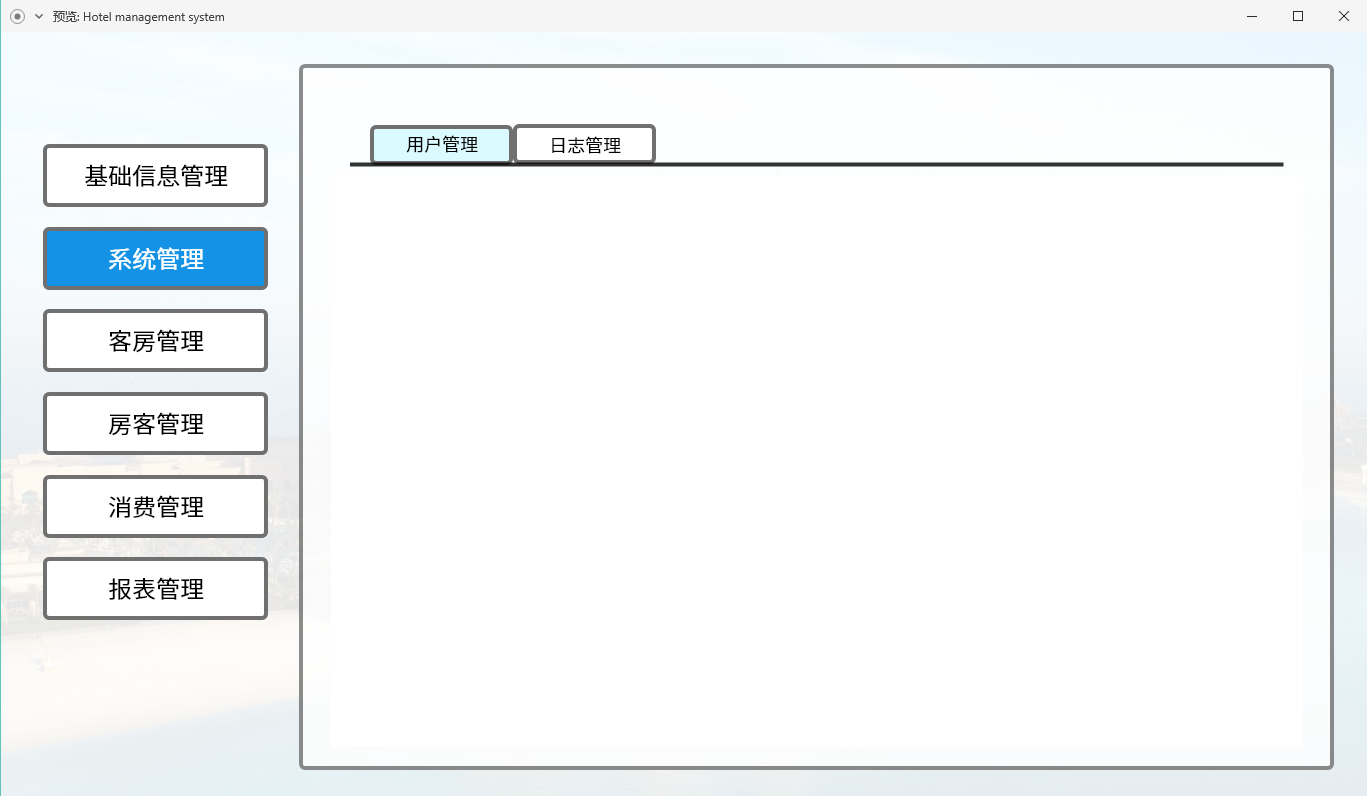 预览: Hotel management system
用户管理
日志管理
基础信息管理
系统管理
客房管理
房客管理
消费管理
报表管理